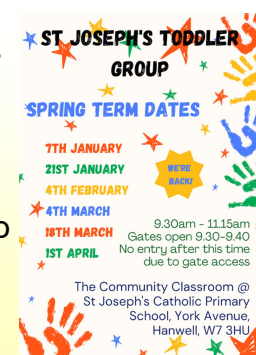 ST JOSEPH'S TODDLER
GROUP
SPRING TERM DATES
7TH JANUARY
21ST JANUARY
4TH FEBRUARY
4TH MARCH
18TH MARCH
1ST APRIL
WE'RE
BACK!
9.30am - 11.15am
Gates open 9.30-9.40
No entry after this time
due to gate access
The Community Classroom @
St Joseph's Catholic Primary
School, York Avenue,
Hanwell, W7 3HU